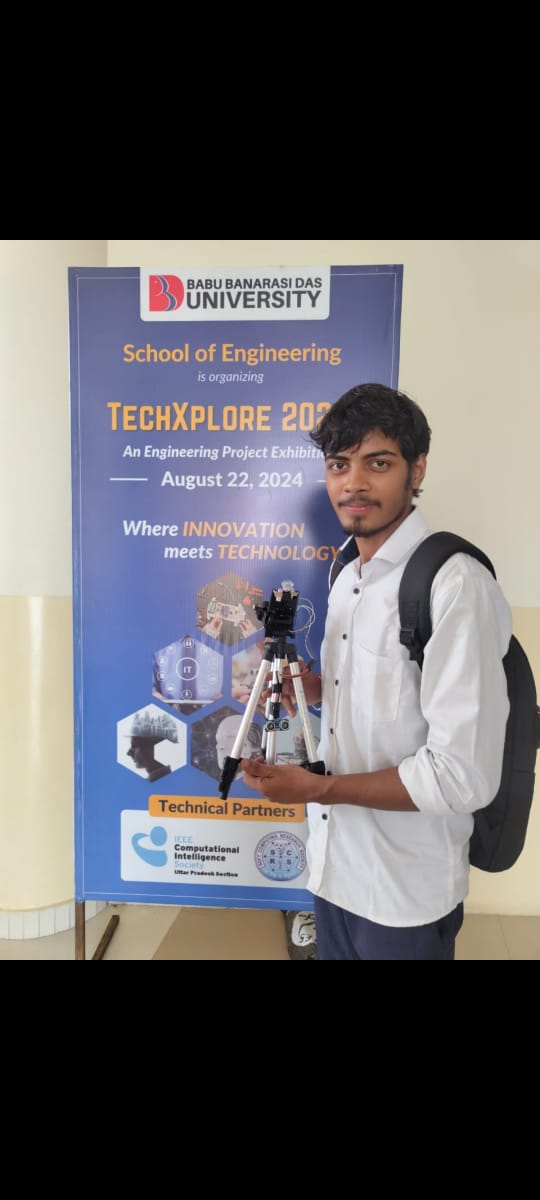 BABU BANARASI DAS
UNIVERSITY
School of Engineering
is organizing
TECHXPLORE
An Engineering Project
August 22, 2024
Where INNOVATION
meets TECHNOLOGY
IT
Technical Partners
IEEE
Computational
Intelligence
Society
Uttar Pradesh Section
S C
R S